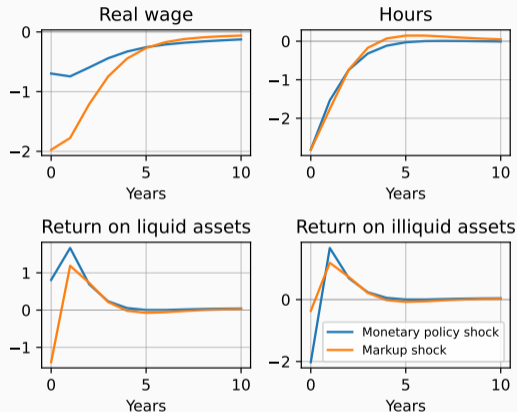 Real wage
0
−1
−2
0 5 10
Years
Hours
0
−1
−2
0 5 10
Years
Return on liquid assets
1
0
−1
0 5 10
Years
Return on illiquid assets
0
−2
Monetary policy shock
Markup shock
0 5 10
Years